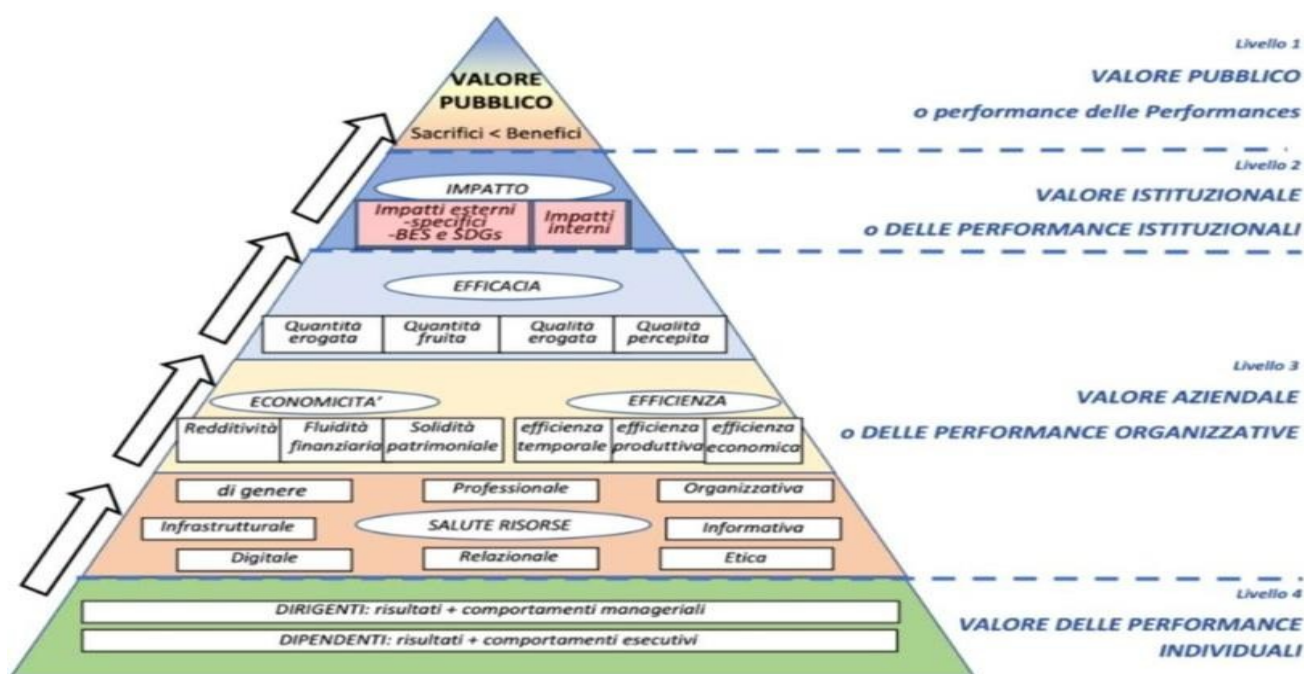 Livello 1
VALORE
PUBBLICO
VALORE PUBBLICO
o performance delle Performances
Sacrifici < Benefici
Livello 2
IMPATTO
VALORE ISTITUZIONALE
Impatti esterni
-specifici
-BES e SDGs
Impatti
interni
o DELLE PERFORMANCE ISTITUZIONALI
EFFICACIA
Quantità
erogata
Quantità
fruita
Qualità
erogata
Qualità
percepita
Livello 3
ECONOMICITA'
EFFICIENZA
VALORE AZIENDALE
Redditività
Fluidità
finanziaria
Solidità
patrimoniale
efficienza
temporale
efficienza
produttiva
efficienza
economica
o DELLE PERFORMANCE ORGANIZZATIVE
di genere
Professionale
Organizzativa
Infrastrutturale
SALUTE RISORSE
Informativa
Digitale
Relazionale
Etica
Livello 4
DIRIGENTI: risultati + comportamenti manageriali
DIPENDENTI: risultati + comportamenti esecutivi
VALORE DELLE PERFORMANCE
INDIVIDUALI